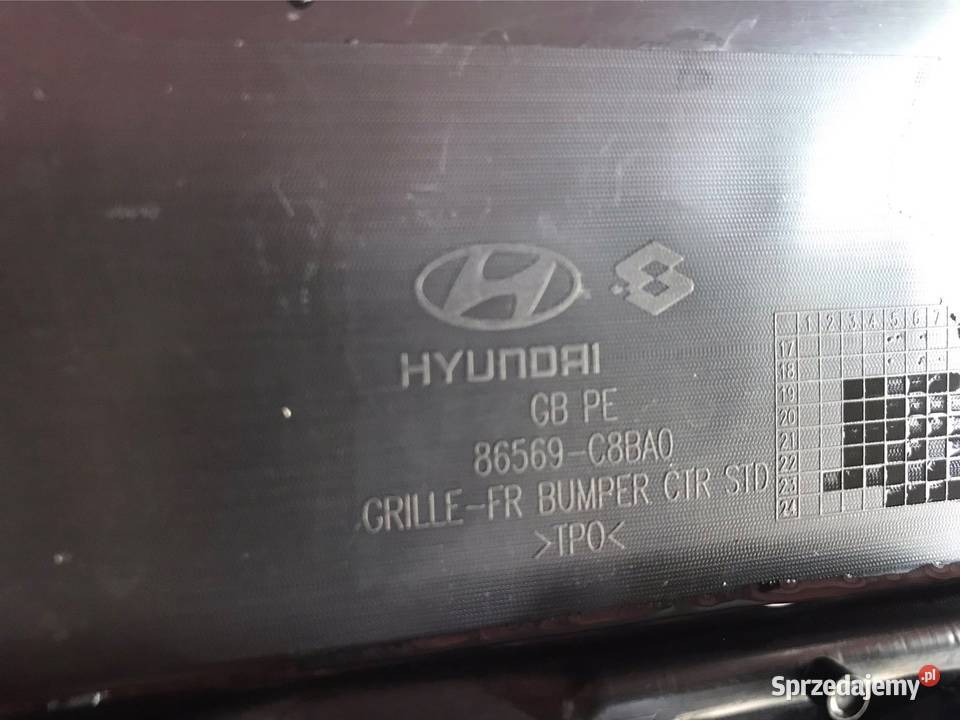 HYUNDAI
GB PE
86569-C8BA0
GRILLE-FR BUMPER CTR STD
>TPO<
1 2 3 4 5 6 7
17
18
19
20
21
22
23
24
Sprzedajemy.pl